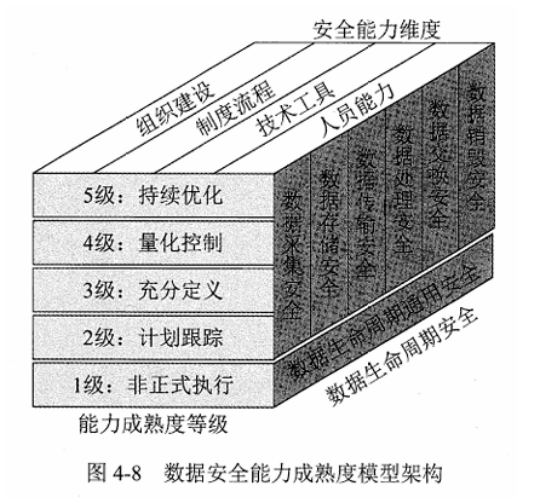 安全能力维度
组织建设
制度流程
技术工具
人员能力
5级：持续优化
4级：量化控制
3级：充分定义
2级：计划跟踪
1级：非正式执行
数据采集安全
数据存储安全
数据传输安全
数据处理安全
数据交换安全
数据销毁安全
数据生命周期通用安全
数据生命周期安全
能力成熟度等级
图 4-8 数据安全能力成熟度模型架构